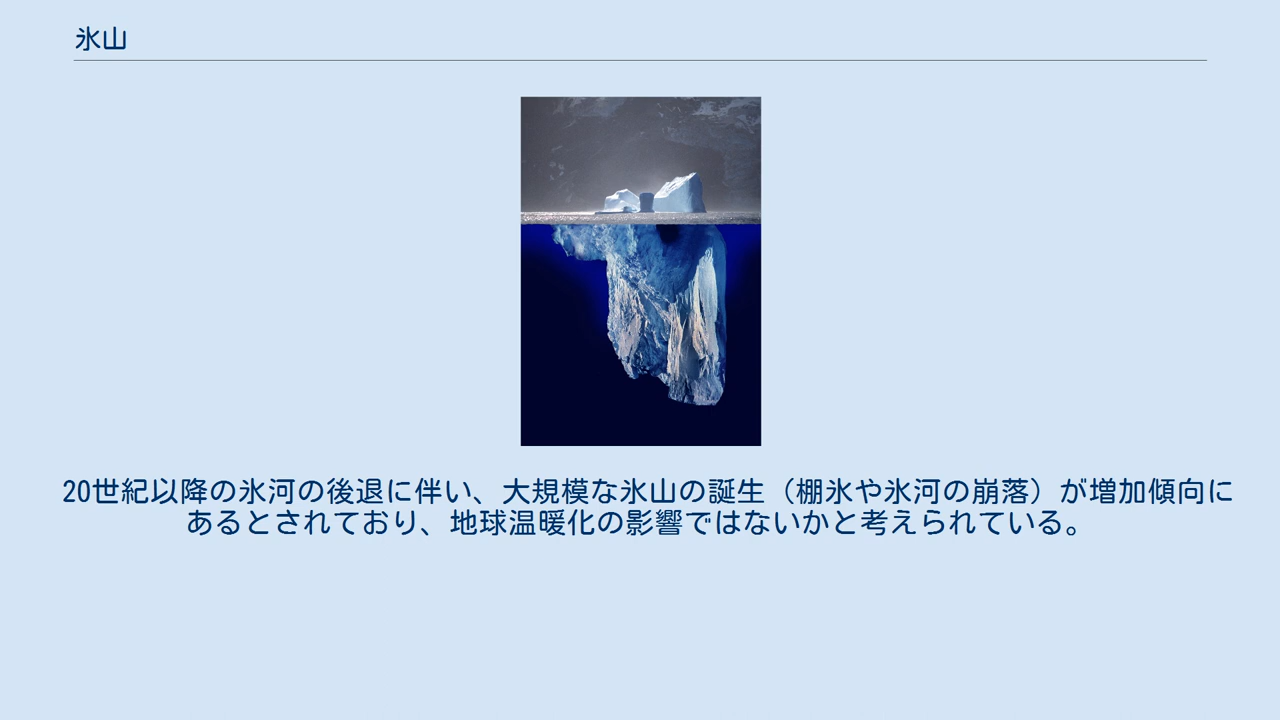 氷山
20世紀以降の氷河の後退に伴い、大規模な氷山の誕生（棚氷や氷河の崩落）が増加傾向に
あるとされており、地球温暖化の影響ではないかと考えられている。